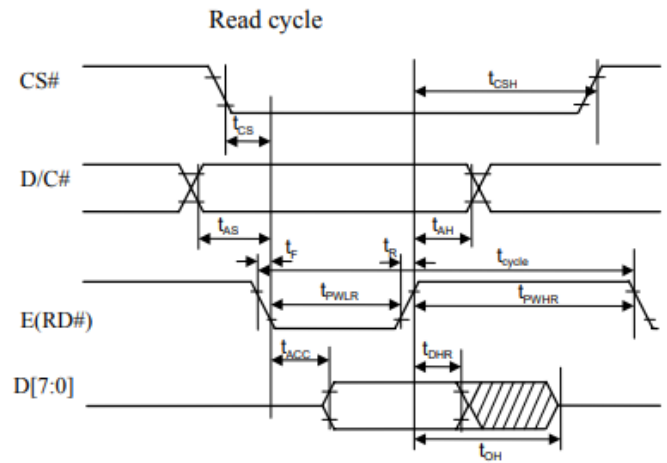 Read cycle
CS#
tCSH
tCS
D/C#
tAS
tF
tR
tAH
tcycle
E(RD#)
tPWLR
tPWHR
tACC
tDHR
D[7:0]
tOH